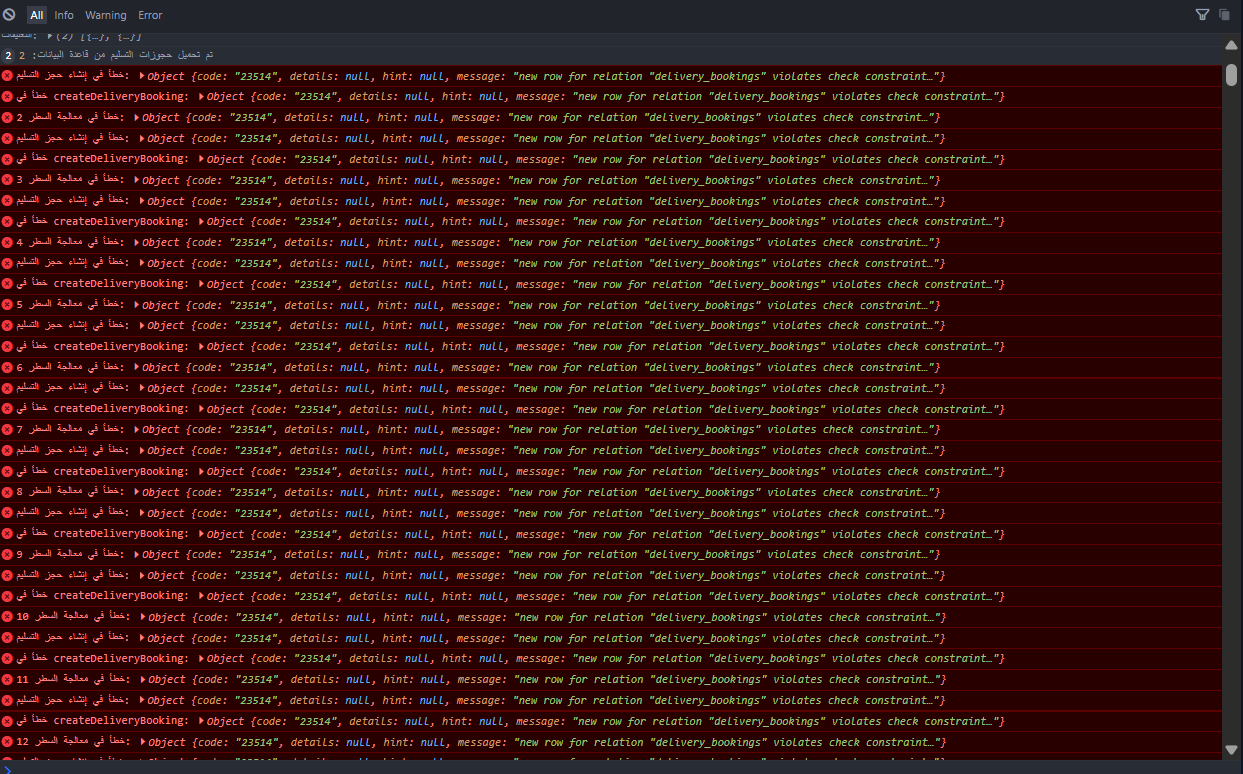 All Info Warning Error
التعليقات: (2) [{…}, {…}]
2 تم تحميل حجوزات التسليم من قاعدة البيانات: 2
خطأ في إنشاء حجز التسليم: Object {code: "23514", details: null, hint: null, message: "new row for relation "delivery_bookings" violates check constraint…"}
خطأ في createDeliveryBooking: Object {code: "23514", details: null, hint: null, message: "new row for relation "delivery_bookings" violates check constraint…"}
خطأ في معالجة السطر 2: Object {code: "23514", details: null, hint: null, message: "new row for relation "delivery_bookings" violates check constraint…"}
خطأ في إنشاء حجز التسليم: Object {code: "23514", details: null, hint: null, message: "new row for relation "delivery_bookings" violates check constraint…"}
خطأ في createDeliveryBooking: Object {code: "23514", details: null, hint: null, message: "new row for relation "delivery_bookings" violates check constraint…"}
خطأ في معالجة السطر 3: Object {code: "23514", details: null, hint: null, message: "new row for relation "delivery_bookings" violates check constraint…"}
خطأ في إنشاء حجز التسليم: Object {code: "23514", details: null, hint: null, message: "new row for relation "delivery_bookings" violates check constraint…"}
خطأ في createDeliveryBooking: Object {code: "23514", details: null, hint: null, message: "new row for relation "delivery_bookings" violates check constraint…"}
خطأ في معالجة السطر 4: Object {code: "23514", details: null, hint: null, message: "new row for relation "delivery_bookings" violates check constraint…"}
خطأ في إنشاء حجز التسليم: Object {code: "23514", details: null, hint: null, message: "new row for relation "delivery_bookings" violates check constraint…"}
خطأ في createDeliveryBooking: Object {code: "23514", details: null, hint: null, message: "new row for relation "delivery_bookings" violates check constraint…"}
خطأ في معالجة السطر 5: Object {code: "23514", details: null, hint: null, message: "new row for relation "delivery_bookings" violates check constraint…"}
خطأ في إنشاء حجز التسليم: Object {code: "23514", details: null, hint: null, message: "new row for relation "delivery_bookings" violates check constraint…"}
خطأ في createDeliveryBooking: Object {code: "23514", details: null, hint: null, message: "new row for relation "delivery_bookings" violates check constraint…"}
خطأ في معالجة السطر 6: Object {code: "23514", details: null, hint: null, message: "new row for relation "delivery_bookings" violates check constraint…"}
خطأ في إنشاء حجز التسليم: Object {code: "23514", details: null, hint: null, message: "new row for relation "delivery_bookings" violates check constraint…"}
خطأ في createDeliveryBooking: Object {code: "23514", details: null, hint: null, message: "new row for relation "delivery_bookings" violates check constraint…"}
خطأ في معالجة السطر 7: Object {code: "23514", details: null, hint: null, message: "new row for relation "delivery_bookings" violates check constraint…"}
خطأ في إنشاء حجز التسليم: Object {code: "23514", details: null, hint: null, message: "new row for relation "delivery_bookings" violates check constraint…"}
خطأ في createDeliveryBooking: Object {code: "23514", details: null, hint: null, message: "new row for relation "delivery_bookings" violates check constraint…"}
خطأ في معالجة السطر 8: Object {code: "23514", details: null, hint: null, message: "new row for relation "delivery_bookings" violates check constraint…"}
خطأ في إنشاء حجز التسليم: Object {code: "23514", details: null, hint: null, message: "new row for relation "delivery_bookings" violates check constraint…"}
خطأ في createDeliveryBooking: Object {code: "23514", details: null, hint: null, message: "new row for relation "delivery_bookings" violates check constraint…"}
خطأ في معالجة السطر 9: Object {code: "23514", details: null, hint: null, message: "new row for relation "delivery_bookings" violates check constraint…"}
خطأ في إنشاء حجز التسليم: Object {code: "23514", details: null, hint: null, message: "new row for relation "delivery_bookings" violates check constraint…"}
خطأ في createDeliveryBooking: Object {code: "23514", details: null, hint: null, message: "new row for relation "delivery_bookings" violates check constraint…"}
خطأ في معالجة السطر 10: Object {code: "23514", details: null, hint: null, message: "new row for relation "delivery_bookings" violates check constraint…"}
خطأ في إنشاء حجز التسليم: Object {code: "23514", details: null, hint: null, message: "new row for relation "delivery_bookings" violates check constraint…"}
خطأ في createDeliveryBooking: Object {code: "23514", details: null, hint: null, message: "new row for relation "delivery_bookings" violates check constraint…"}
خطأ في معالجة السطر 11: Object {code: "23514", details: null, hint: null, message: "new row for relation "delivery_bookings" violates check constraint…"}
خطأ في إنشاء حجز التسليم: Object {code: "23514", details: null, hint: null, message: "new row for relation "delivery_bookings" violates check constraint…"}
خطأ في createDeliveryBooking: Object {code: "23514", details: null, hint: null, message: "new row for relation "delivery_bookings" violates check constraint…"}
خطأ في معالجة السطر 12: Object {code: "23514", details: null, hint: null, message: "new row for relation "delivery_bookings" violates check constraint…"}